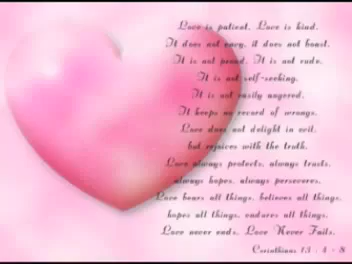 Love is patient, Love is kind.
It does not envy, it does not boast.
It is not proud. It is not rude.
It is not self-seeking.
It is not easily angered.
It keeps no record of wrongs.
Love does not delight in evil,
but rejoices with the truth.
Love always protects, always trusts,
always hopes, always perseveres.
Love bears all things, believes all things,
hopes all things, endures all things.
Love never ends. Love Never Fails.
Corinthians 13 : 4 - 8